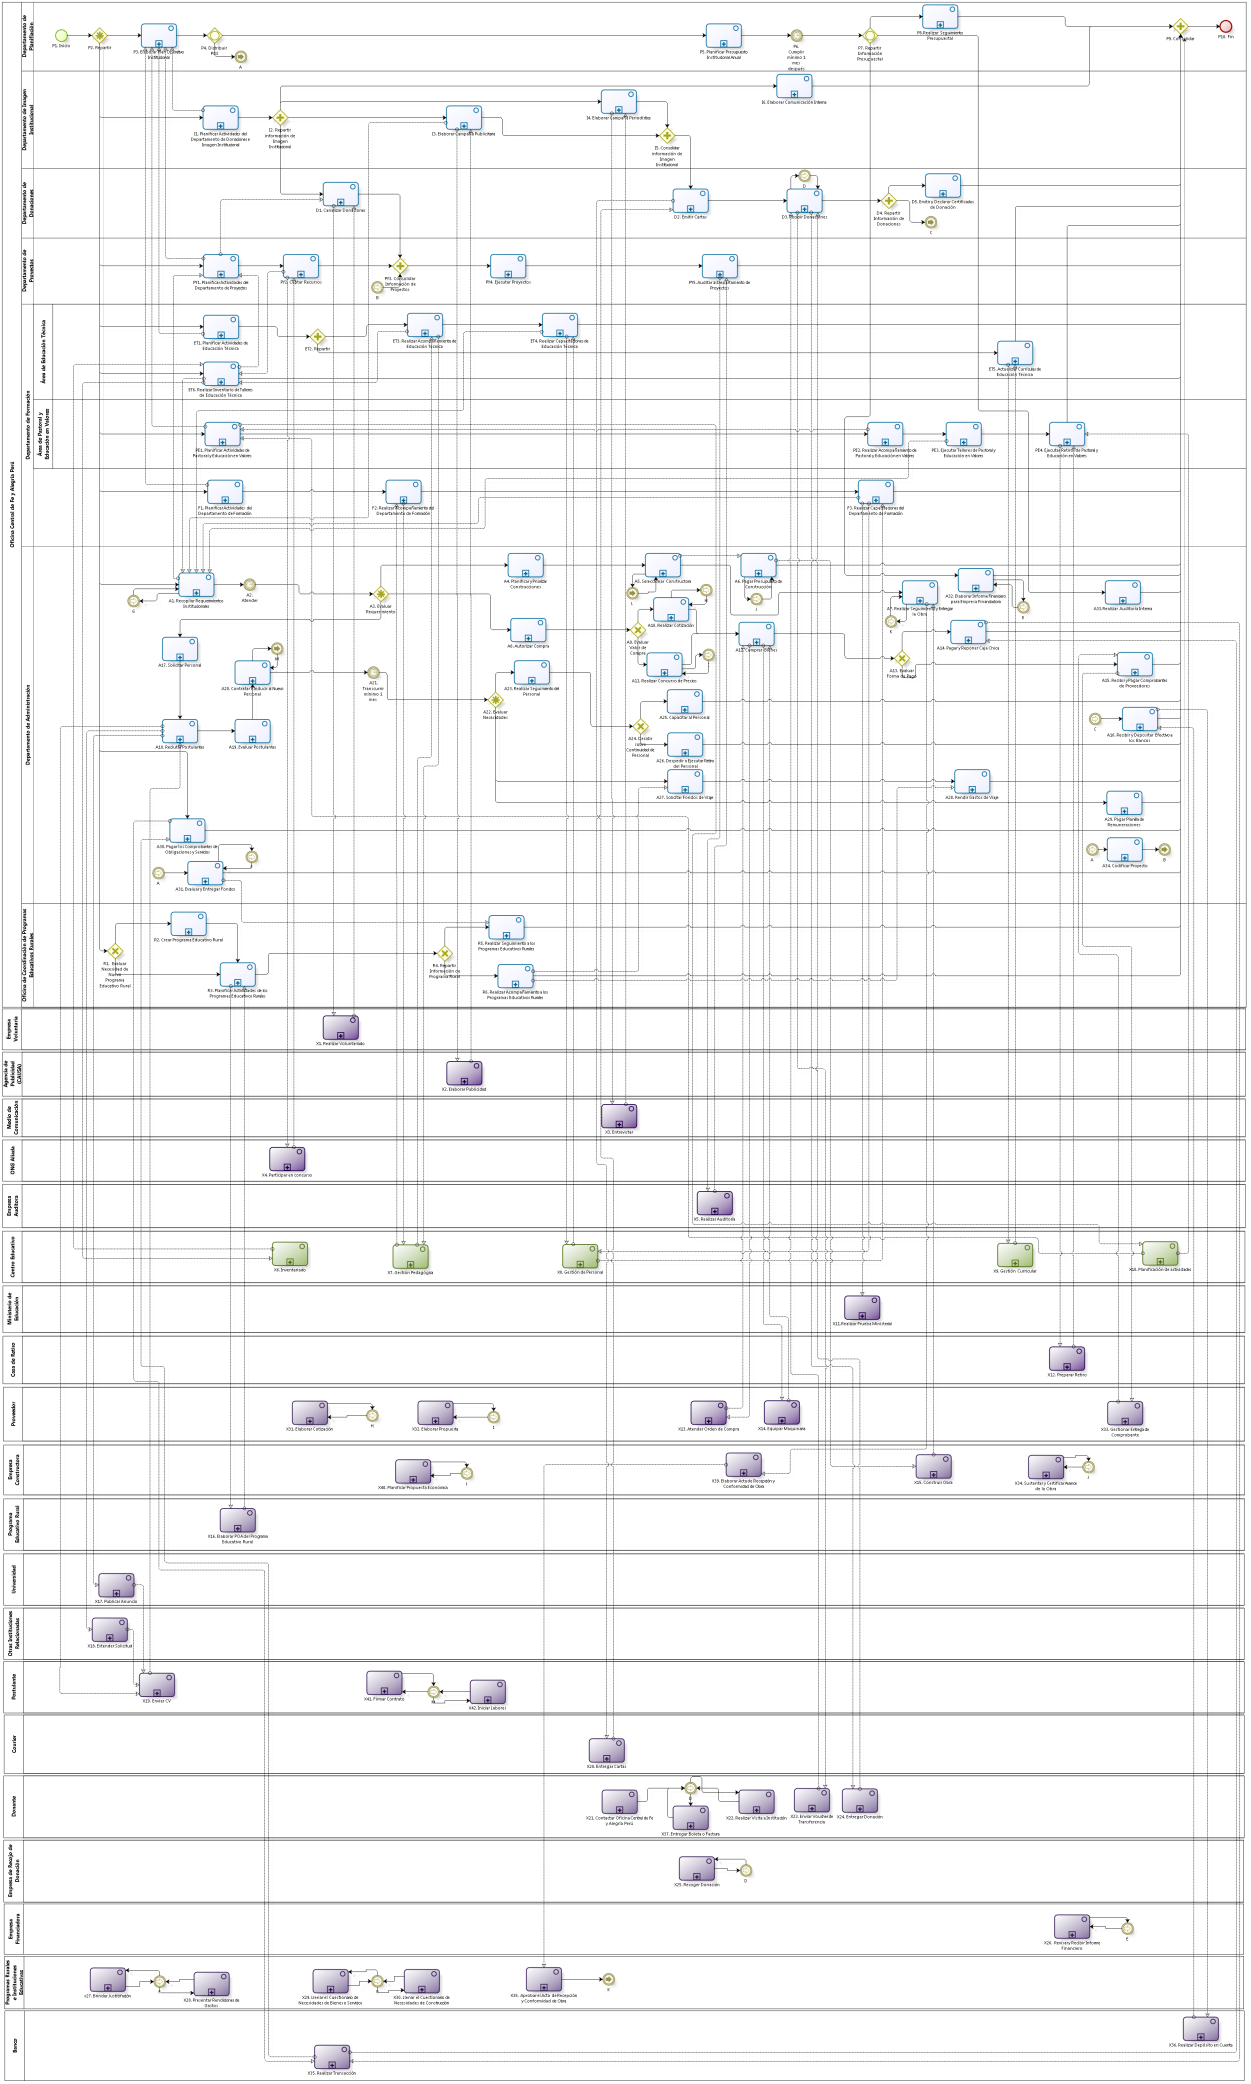 Oficina Central de Fe y Alegría Perú
Departamento de Planificación
P1. Inicio
P2. Repartir
Institucional
P4. Distribuir
POI
A
P5. Planificar Presupuesto
Institucional Anual
P6.
Cumplir
mínimo 1
mes
después
P7. Repartir
Información
Presupuestal
P8. Realizar Seguimiento
Presupuestal
P10. Fin
Departamento de Imagen
Institucional
I1. Planificar Actividades del
Departamento de Donaciones e
Imagen Institucional
I2. Repartir
información de
Imagen
Institucional
I3. Elaborar Campaña Publicitaria
I4. Elaborar Campaña Periodística
I5. Consolidar
información de
Imagen
Institucional
I6. Elaborar Comunicación Interna
Departamento de
Donaciones
D1. Canalizar Donaciones
D2. Emitir Cartas
D
D3. Recibir Donaciones
D4. Repartir
Información de
Donaciones
D5. Emitir y Declarar Certificados
de Donación
C
Departamento de
Proyectos
PY1. Planificar Actividades del
Departamento de Proyectos
PY2. Captar Recursos
PY3. Consolidar
Información de
Proyectos
B
PY4. Ejecutar Proyectos
PY5. Auditar a Departamento de
Proyectos
Departamento de Formación
Área de Educación Técnica
ET1. Planificar Actividades de
Educación Técnica
ET2. Repartir
ET3. Realizar Acompañamiento de
Educación Técnica
ET4. Realizar Capacitaciones de
Educación Técnica
ET5. Actualizar Currículo de
Educación Técnica
ET6. Realizar Inventario de Talleres
de Educación Técnica
Área de Pastoral y
Educación en Valores
PE1. Planificar Actividades de
Pastoral y Educación en Valores
PE2. Realizar Acompañamiento de
Pastoral y Educación en Valores
PE3. Ejecutar Talleres de Pastoral y
Educación en Valores
PE4. Ejecutar Retiro de Pastoral y
Educación en Valores
F1. Planificar Actividades del
Departamento de Formación
F2. Realizar Acompañamiento del
Departamento de Formación
F3. Realizar Capacitaciones del
Departamento de Formación
Departamento de Administración
A1. Recopilar Requerimientos
Institucionales
G
A2.
Atender
A3. Evaluar
Requerimiento
A4. Planificar y Priorizar
Construcciones
A5. Seleccionar Constructora
A6. Pagar Presupuesto de
Construcción
A7. Realizar Seguimiento y Entregar
la Obra
A8. Autorizar Compra
A9. Evaluar
Valor de
Compra
A10. Realizar Cotización
A11. Realizar Concurso de Precios
A12. Comprar Bienes
A13. Evaluar
Forma de Pago
A14. Pagar y Reponer Caja Chica
A15. Recibir y Pagar Comprobantes
de Proveedores
A16. Recibir y Depositar Efectivo a
los Bancos
A17. Solicitar Personal
A18. Reclutar Postulantes
A19. Evaluar Postulantes
A20. Contratar e Inducir al Nuevo
Personal
A21.
Transcurrir
mínimo 1
mes
A22. Evaluar
Necesidades
A23. Realizar Seguimiento del
Personal
A24. Decidir
sobre
Continuidad de
Personal
A25. Capacitar al Personal
A26. Despedir o Ejecutar Retiro
del Personal
A27. Solicitar Fondos de Viaje
A28. Rendir Gastos de Viaje
A29. Pagar Planilla de
Remuneraciones
A30. Pagar los Comprobantes de
Obligaciones y Servicios
A31. Evaluar y Entregar Fondos
A32. Elaborar Informe Financiero
para Empresa Financiadora
A33. Realizar Auditoría Interna
A34. Codificar Proyecto
A
B
Oficina de Coordinación de Programas
Educativos Rurales
R1. Evaluar
Necesidad de
Nuevo
Programa
Educativo Rural
R2. Crear Programa Educativo Rural
R3. Planificar Actividades de los
Programas Educativos Rurales
R4. Repartir
Información de
Programa Rural
R5. Realizar Seguimiento a los
Programas Educativos Rurales
R6. Realizar Acompañamiento a los
Programas Educativos Rurales
Empresa
Voluntaria
X1. Realizar Voluntariado
Agencia de
Publicidad
(CAUSA)
X2. Elaborar Publicidad
Medio de
Comunicación
X3. Entrevistar
ONG Aliada
X4. Participar en concurso
Empresa
Auditora
X5. Realizar Auditoría
Centro Educativo
X6. Inventariado
X7. Gestión Pedagógica
X8. Gestión de Personal
X9. Gestión Curricular
X10. Planificación de Actividades
Ministerio de
Educación
X11. Realizar Prueba Ministerial
Casa de Retiro
X12. Preparar Retiro
Proveedor
X31. Elaborar Cotización
H
X32. Elaborar Propuesta
I
X13. Atender Orden de Compra
X14. Equipar Maquinaria
X33. Gestionar Entrega de
Comprobante
Empresa
Constructora
X40. Planificar Propuesta Económica
X39. Elaborar Acta de Recepción y
Conformidad de Obra
X15. Construir Obra
X34. Sustentar y Certificar Avance
de la Obra
J
Programa
Educativo Rural
X16. Elaborar POA del Programa
Educativo Rural
Universidad
X17. Publicar Anuncio
Otras Instituciones
Relacionadas
X18. Extender Solicitud
Postulante
X19. Enviar CV
X41. Firmar Contrato
X42. Iniciar Labores
Courier
X20. Entregar Cartas
Donante
X21. Contactar Oficina Central de Fe
y Alegría Perú
X37. Entregar Boleta o Factura
X22. Realizar Visita a Institución
X23. Enviar Voucher de
Transferencia
X24. Entregar Donación
Empresa de Recojo de
Donación
X25. Recoger Donación
D
Empresa
Financiadora
X26. Revisar y Recibir Informe
Financiero
E
Programas Rurales
e Instituciones
Educativas
X27. Brindar Justificación
X28. Presentar Rendiciones de
Gastos
X29. Llenar el Cuestionario de
Necesidades de Bienes o Servicios
X30. Llenar el Cuestionario de
Necesidades de Construcción
X38. Aprobar el Acta de Recepción
y Conformidad de Obra
K
Banco
X35. Realizar Transacción
X36. Realizar Depósito en Cuenta